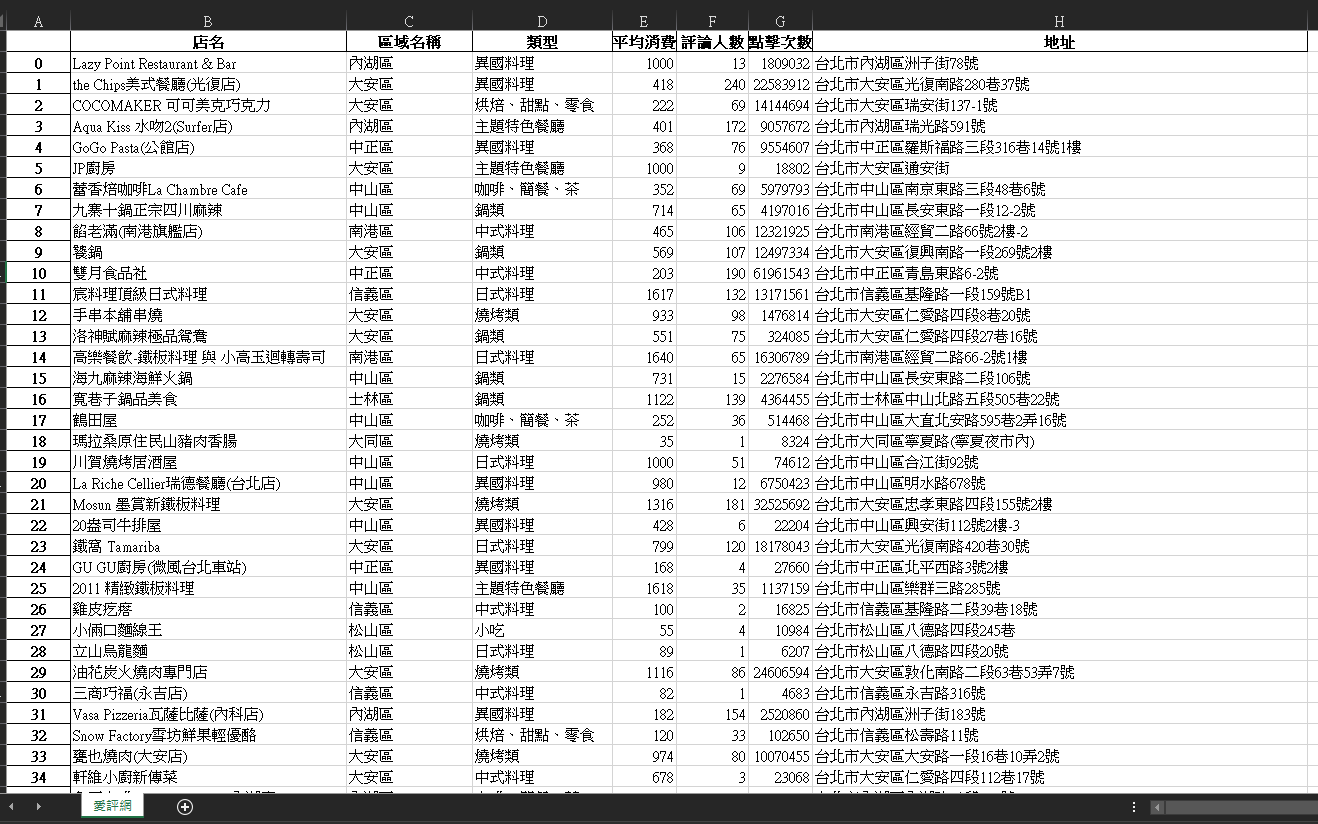 A B C D E F G H
店名 區域名稱 類型 平均消費 評論人數 點擊次數 地址
0 Lazy Point Restaurant & Bar 內湖區 異國料理 1000 13 1809032 台北市內湖區洲子街78號
1 the Chips美式餐廳(光復店) 大安區 異國料理 418 240 22583912 台北市大安區光復南路280巷37號
2 COCOMAKER 可可美克巧克力 大安區 烘焙、甜點、零食 222 69 14144694 台北市大安區瑞安街137-1號
3 Aqua Kiss 水吻2(Surfer店) 內湖區 主題特色餐廳 401 172 9057672 台北市內湖區瑞光路591號
4 GoGo Pasta(公館店) 中正區 異國料理 368 76 9554607 台北市中正區羅斯福路三段316巷14號1樓
5 JP廚房 大安區 主題特色餐廳 1000 9 18802 台北市大安區通安街
6 薔香焙咖啡La Chambre Cafe 中山區 咖啡、簡餐、茶 352 69 5979793 台北市中山區南京東路三段48巷6號
7 九寨十鍋正宗四川麻辣 中山區 鍋類 714 65 4197016 台北市中山區長安東路一段12-2號
8 餡老滿(南港旗艦店) 南港區 中式料理 465 106 12321925 台北市南港區經貿二路66號2樓-2
9 饕鍋 大安區 鍋類 569 107 12497334 台北市大安區復興南路一段269號2樓
10 雙月食品社 中正區 中式料理 203 190 61961543 台北市中正區青島東路6-2號
11 宸料理頂級日式料理 信義區 日式料理 1617 132 13171561 台北市信義區基隆路一段159號B1
12 手串本舖串燒 大安區 燒烤類 933 98 1476814 台北市大安區仁愛路四段8巷20號
13 洛神賦麻辣極品鴛鴦 大安區 鍋類 551 75 324085 台北市大安區仁愛路四段27巷16號
14 高樂餐飲-鐵板料理 與 小高玉迴轉壽司 南港區 日式料理 1640 65 16306789 台北市南港區經貿二路66-2號1樓
15 海九麻辣海鮮火鍋 中山區 鍋類 731 15 2276584 台北市中山區長安東路二段106號
16 寬巷子鍋品美食 士林區 鍋類 1122 139 4364455 台北市士林區中山北路五段505巷22號
17 鶴田屋 中山區 咖啡、簡餐、茶 252 36 514468 台北市中山區大直北安路595巷2弄16號
18 瑪拉桑原住民山豬肉香腸 大同區 燒烤類 35 1 8324 台北市大同區寧夏路(寧夏夜市內)
19 川賀燒烤居酒屋 中山區 日式料理 1000 51 74612 台北市中山區合江街92號
20 La Riche Cellier瑞德餐廳(台北店) 中山區 異國料理 980 12 6750423 台北市中山區明水路678號
21 Mosun 墨賞新鐵板料理 大安區 燒烤類 1316 181 32525692 台北市大安區忠孝東路四段155號2樓
22 20盎司牛排屋 中山區 異國料理 428 6 22204 台北市中山區興安街112號2樓-3
23 鐵窩 Tamariba 大安區 日式料理 799 120 18178043 台北市大安區光復南路420巷30號
24 GU GU廚房(微風台北車站) 中正區 異國料理 168 4 27660 台北市中正區北平西路3號2樓
25 2011 精緻鐵板料理 中山區 主題特色餐廳 1618 35 1137159 台北市中山區樂群三路285號
26 雞皮疙瘩 信義區 中式料理 100 2 16825 台北市信義區基隆路二段39巷18號
27 小倆口麵線王 松山區 小吃 55 4 10984 台北市松山區八德路四段245巷
28 立山烏龍麵 松山區 日式料理 89 1 6207 台北市松山區八德路四段20號
29 油花炭火燒肉專門店 大安區 燒烤類 1116 86 24606594 台北市大安區敦化南路二段63巷53弄7號
30 三商巧福(永吉店) 信義區 中式料理 82 1 4683 台北市信義區永吉路316號
31 Vasa Pizzeria瓦薩比薩(內科店) 內湖區 異國料理 182 154 2520860 台北市內湖區洲子街183號
32 Snow Factory雪坊鮮果輕優酪 信義區 烘焙、甜點、零食 120 33 102650 台北市信義區松壽路11號
33 甕也燒肉(大安店) 大安區 燒烤類 974 80 10070455 台北市大安區大安路一段16巷10弄2號
34 軒維小廚新傳菜 大安區 中式料理 678 3 23068 台北市大安區仁愛路四段112巷17號
愛評網